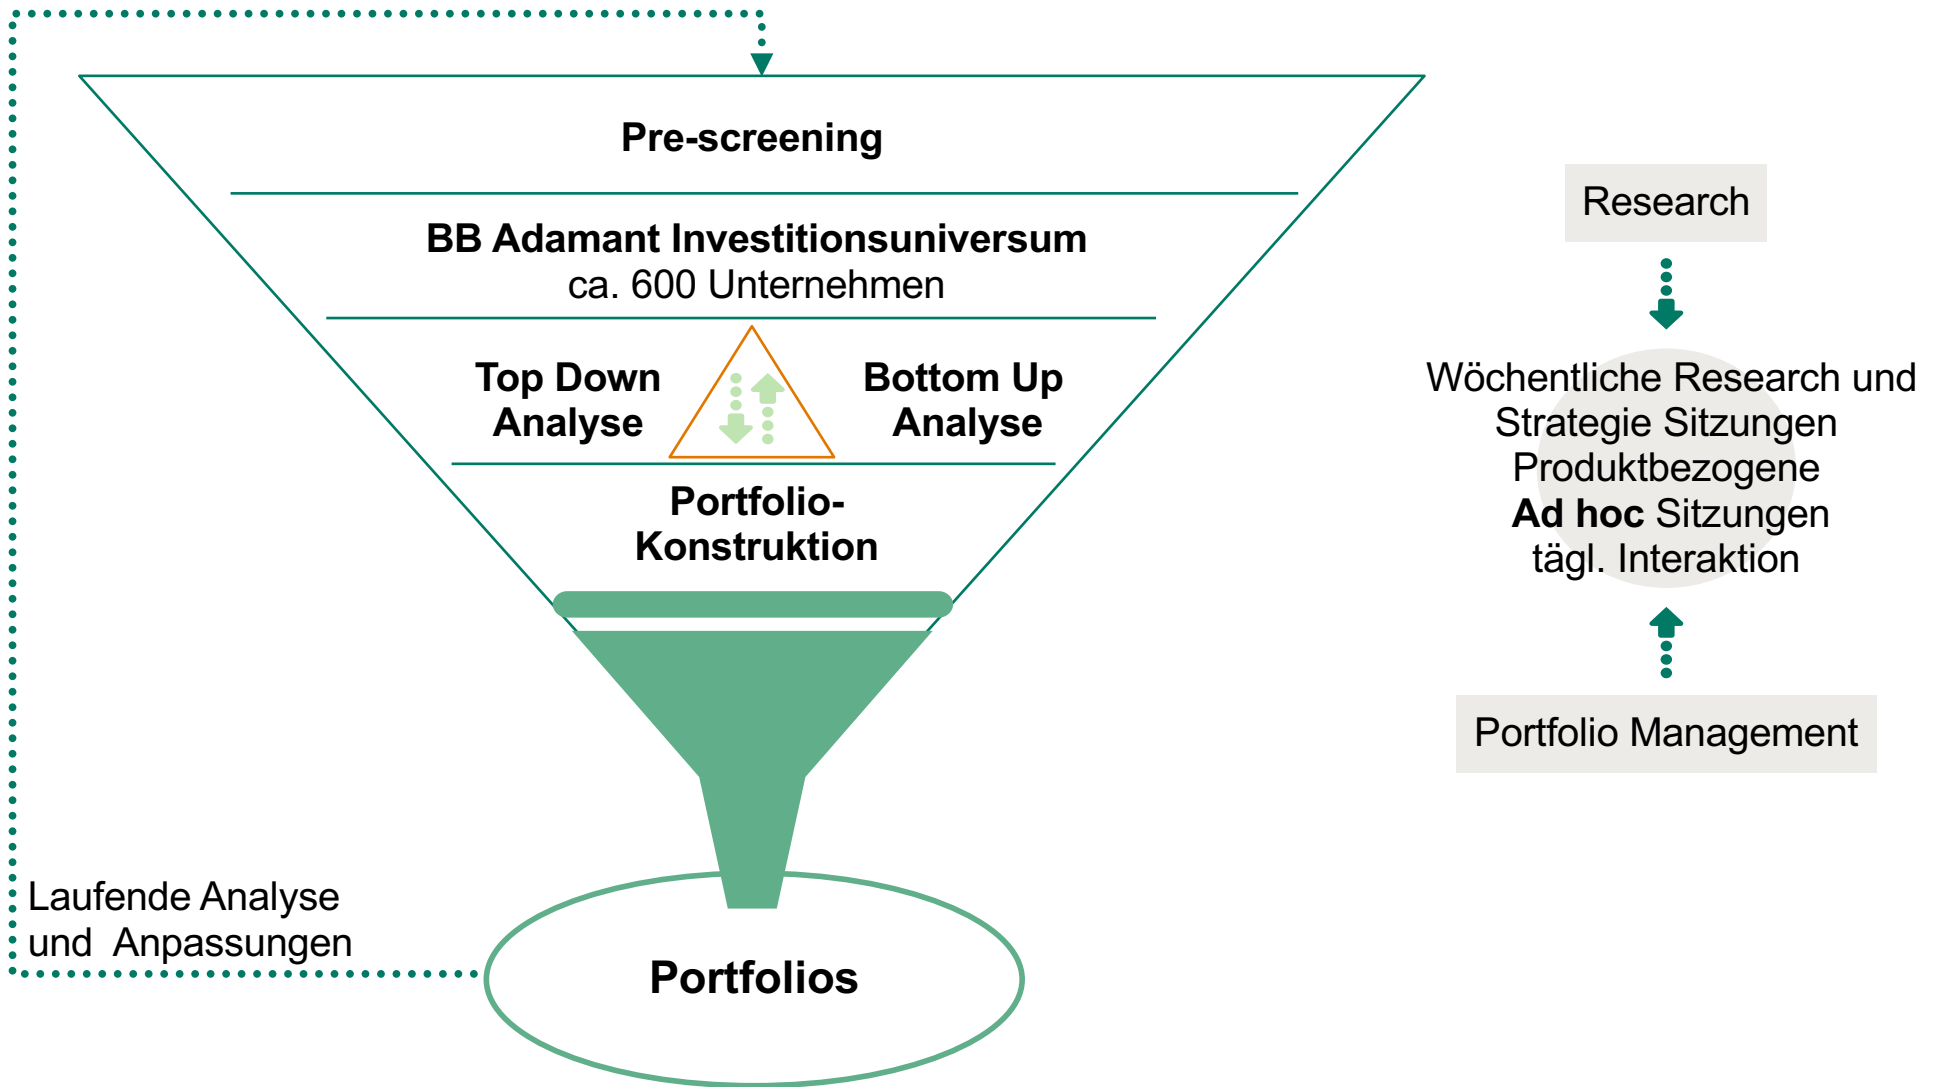 Pre-screening
BB Adamant Investitionsuniversum
ca. 600 Unternehmen
Top Down
Analyse
Bottom Up
Analyse
Portfolio-
Konstruktion
Portfolios
Laufende Analyse
und  Anpassungen
Research
Wöchentliche Research und
Strategie Sitzungen
Produktbezogene
Ad hoc Sitzungen
tägl. Interaktion
Portfolio Management